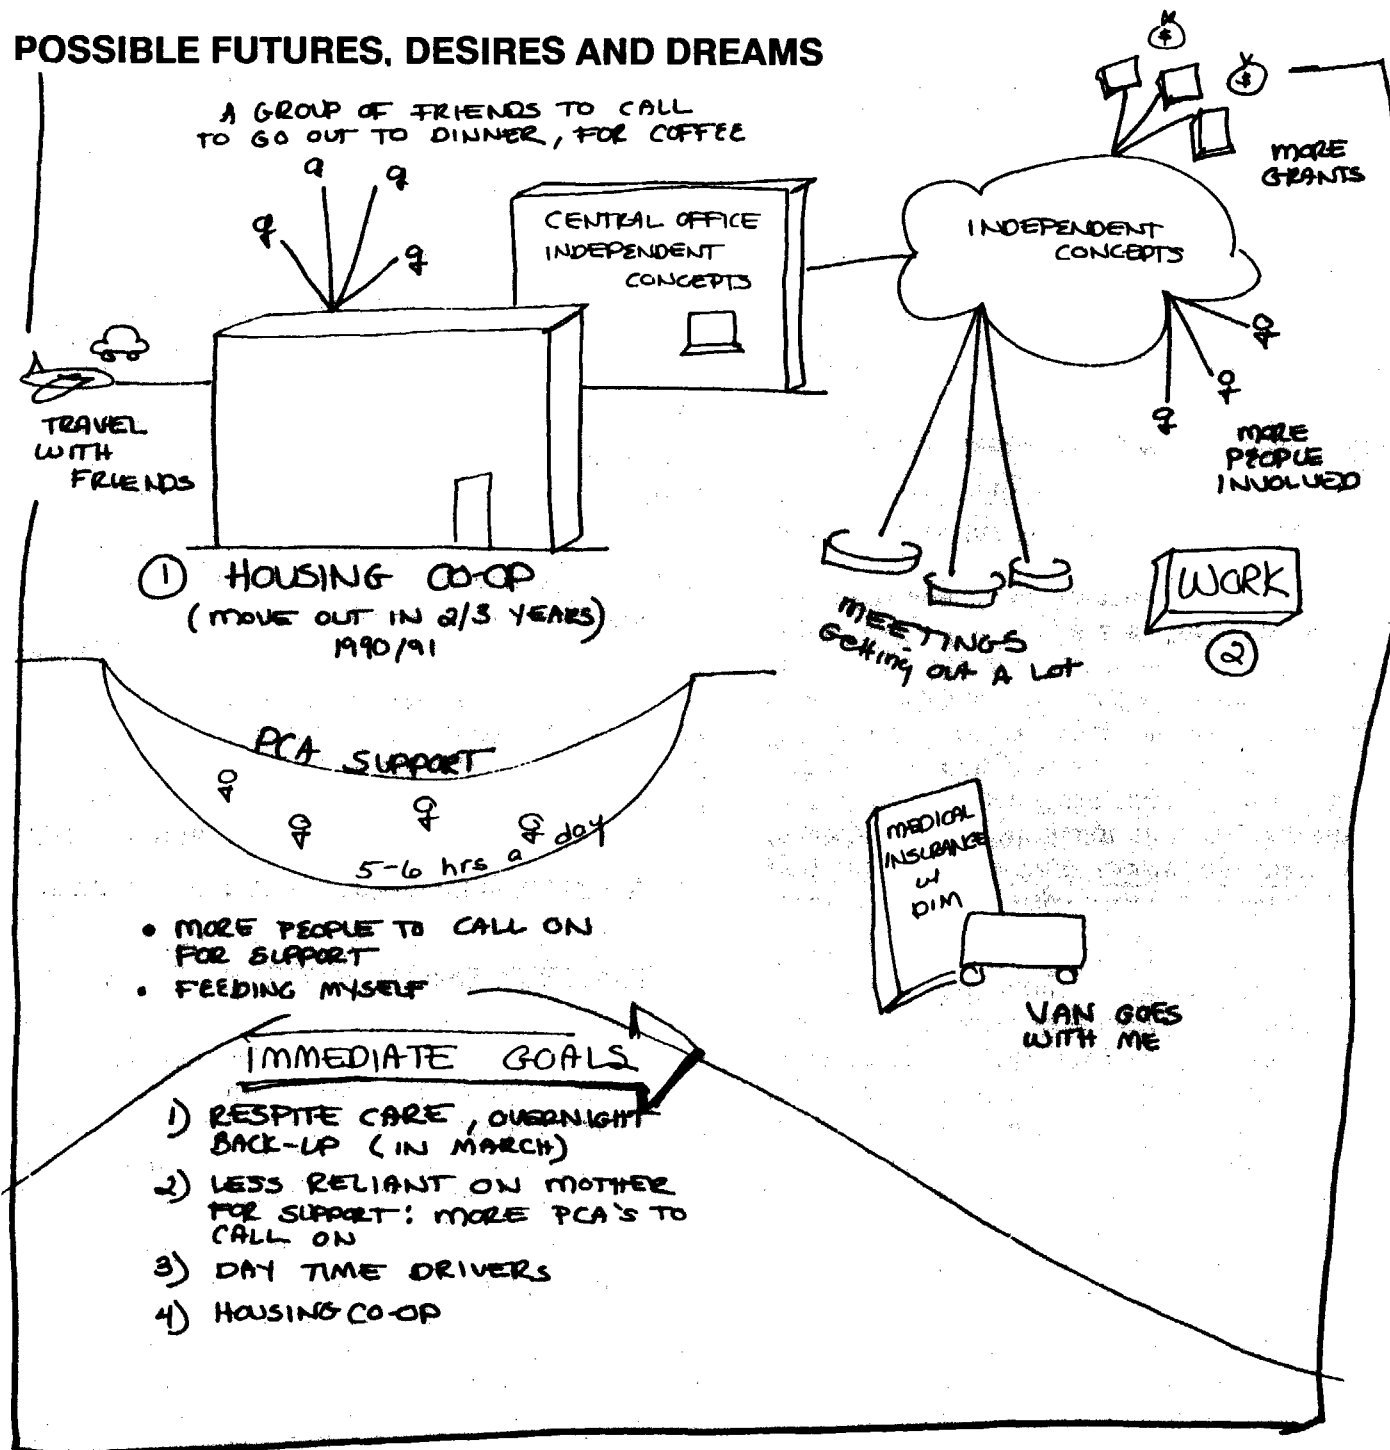 POSSIBLE FUTURES, DESIRES AND DREAMS
A GROUP OF FRIENDS TO CALL
TO GO OUT TO DINNER, FOR COFFEE
$
$
MORE
GRANTS
CENTRAL OFFICE
INDEPENDENT
CONCEPTS
INDEPENDENT
CONCEPTS
TRAVEL
WITH
FRIENDS
MORE
PEOPLE
INVOLVED
1 HOUSING CO-OP
(MOVE OUT IN 2/3 YEARS)
1990/91
MEETINGS
Getting out A Lot
WORK
2
PCA SUPPORT
5-6 hrs a day
MEDICAL
INSURANCE
w/
DIM
VAN GOES
WITH ME
• MORE PEOPLE TO CALL ON
FOR SUPPORT
• FEEDING MYSELF
IMMEDIATE GOALS
1) RESPITE CARE, OVERNIGHT
BACK-UP (IN MARCH)
2) LESS RELIANT ON MOTHER
FOR SUPPORT: MORE PCA'S TO
CALL ON
3) DAY TIME DRIVERS
4) HOUSING CO-OP